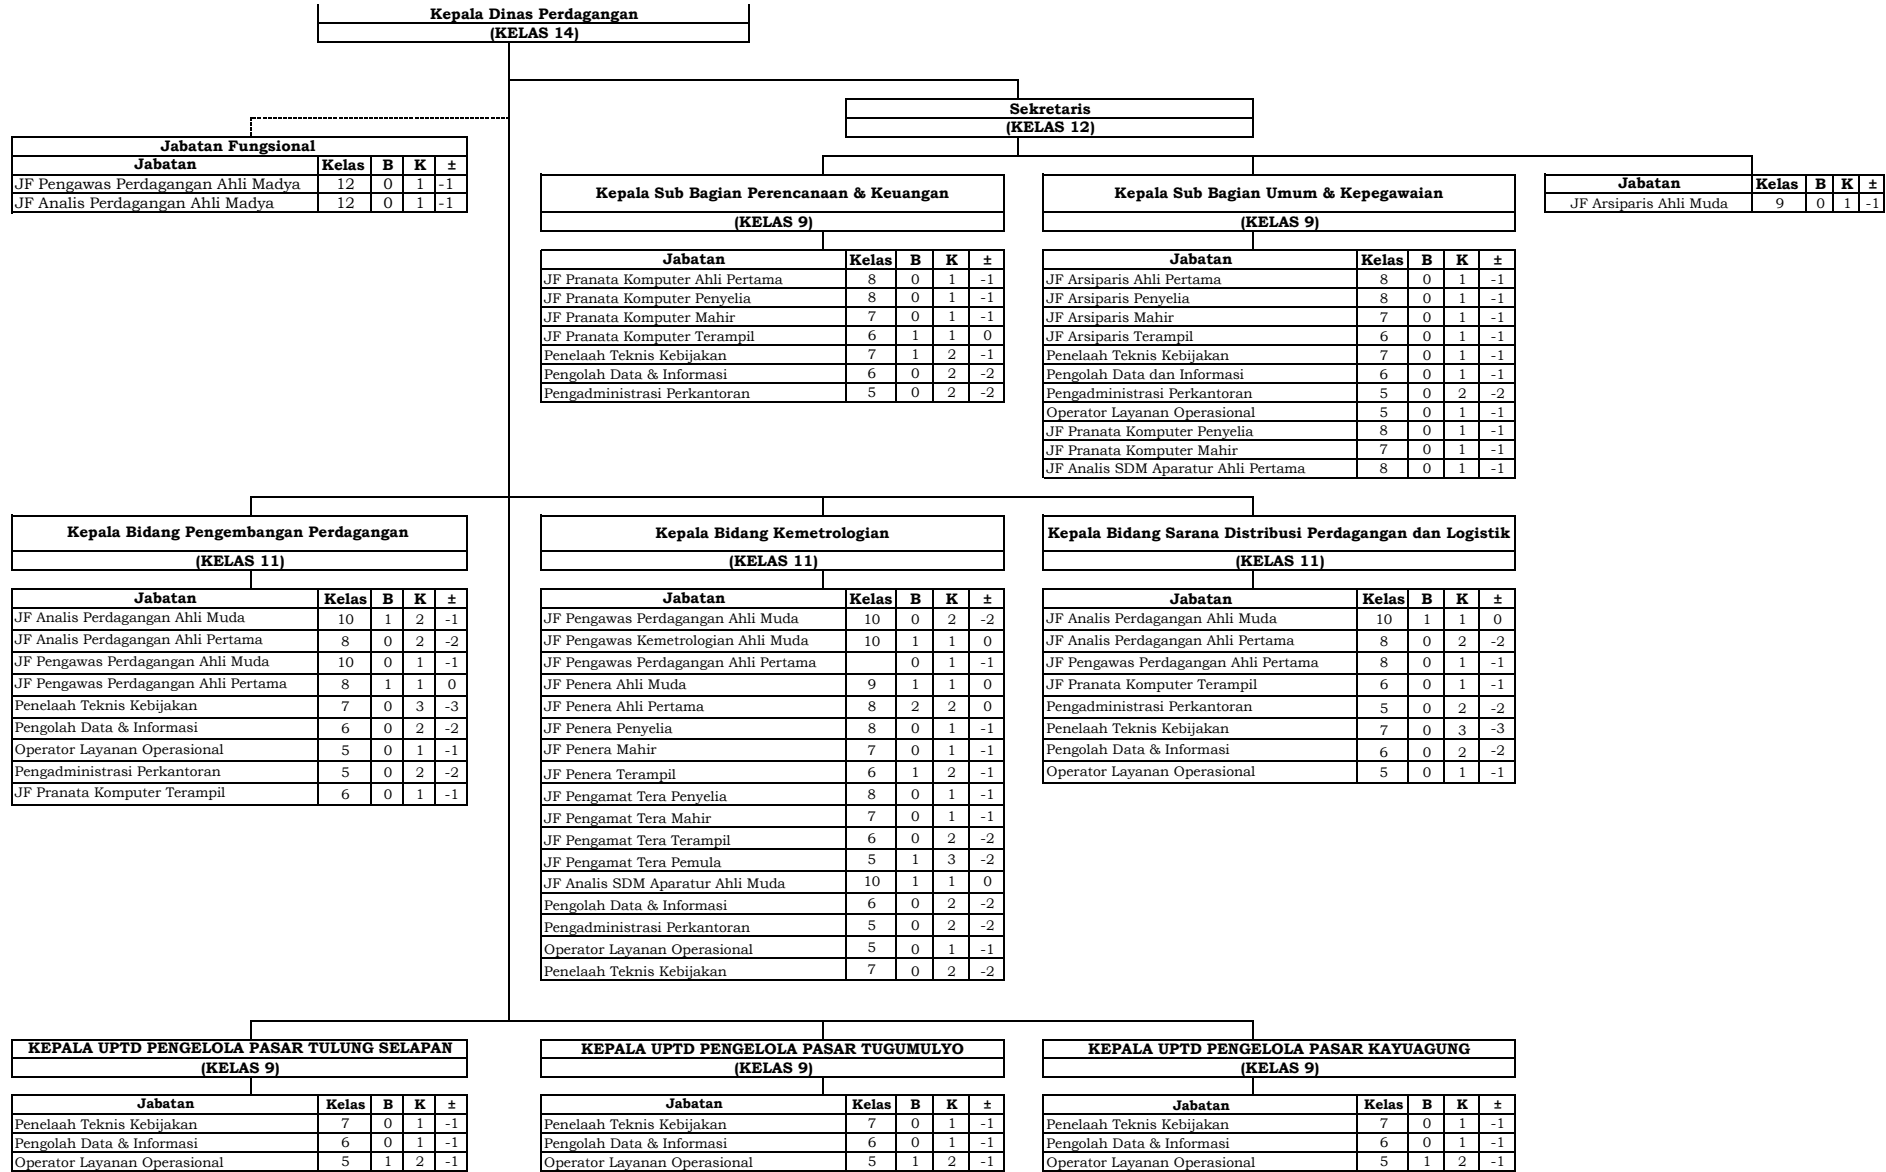 Kepala Dinas Perdagangan
(KELAS 14)
Sekretaris
(KELAS 12)
Jabatan Fungsional
Jabatan Kelas B K ±
JF Pengawas Perdagangan Ahli Madya 12 0 1 -1
JF Analis Perdagangan Ahli Madya 12 0 1 -1
Kepala Sub Bagian Perencanaan & Keuangan
(KELAS 9)
Jabatan Kelas B K ±
JF Pranata Komputer Ahli Pertama 8 0 1 -1
JF Pranata Komputer Penyelia 8 0 1 -1
JF Pranata Komputer Mahir 7 0 1 -1
JF Pranata Komputer Terampil 6 1 1 0
Penelaah Teknis Kebijakan 7 1 2 -1
Pengolah Data & Informasi 6 0 2 -2
Pengadministrasi Perkantoran 5 0 2 -2
Kepala Sub Bagian Umum & Kepegawaian
(KELAS 9)
Jabatan Kelas B K ±
JF Arsiparis Ahli Pertama 8 0 1 -1
JF Arsiparis Penyelia 8 0 1 -1
JF Arsiparis Mahir 7 0 1 -1
JF Arsiparis Terampil 6 0 1 -1
Penelaah Teknis Kebijakan 7 0 1 -1
Pengolah Data dan Informasi 6 0 1 -1
Pengadministrasi Perkantoran 5 0 2 -2
Operator Layanan Operasional 5 0 1 -1
JF Pranata Komputer Penyelia 8 0 1 -1
JF Pranata Komputer Mahir 7 0 1 -1
JF Analis SDM Aparatur Ahli Pertama 8 0 1 -1
Jabatan Kelas B K ±
JF Arsiparis Ahli Muda 9 0 1 -1
Kepala Bidang Pengembangan Perdagangan
(KELAS 11)
Jabatan Kelas B K ±
JF Analis Perdagangan Ahli Muda 10 1 2 -1
JF Analis Perdagangan Ahli Pertama 8 0 2 -2
JF Pengawas Perdagangan Ahli Muda 10 0 1 -1
JF Pengawas Perdagangan Ahli Pertama 8 1 1 0
Penelaah Teknis Kebijakan 7 0 3 -3
Pengolah Data & Informasi 6 0 2 -2
Operator Layanan Operasional 5 0 1 -1
Pengadministrasi Perkantoran 5 0 2 -2
JF Pranata Komputer Terampil 6 0 1 -1
Kepala Bidang Kemetrologian
(KELAS 11)
Jabatan Kelas B K ±
JF Pengawas Perdagangan Ahli Muda 10 0 2 -2
JF Pengawas Kemetrologian Ahli Muda 10 1 1 0
JF Pengawas Perdagangan Ahli Pertama 0 1 -1
JF Penera Ahli Muda 9 1 1 0
JF Penera Ahli Pertama 8 2 2 0
JF Penera Penyelia 8 0 1 -1
JF Penera Mahir 7 0 1 -1
JF Penera Terampil 6 1 2 -1
JF Pengamat Tera Penyelia 8 0 1 -1
JF Pengamat Tera Mahir 7 0 1 -1
JF Pengamat Tera Terampil 6 0 2 -2
JF Pengamat Tera Pemula 5 1 3 -2
JF Analis SDM Aparatur Ahli Muda 10 1 1 0
Pengolah Data & Informasi 6 0 2 -2
Pengadministrasi Perkantoran 5 0 2 -2
Operator Layanan Operasional 5 0 1 -1
Penelaah Teknis Kebijakan 7 0 2 -2
Kepala Bidang Sarana Distribusi Perdagangan dan Logistik
(KELAS 11)
Jabatan Kelas B K ±
JF Analis Perdagangan Ahli Muda 10 1 1 0
JF Analis Perdagangan Ahli Pertama 8 0 2 -2
JF Pengawas Perdagangan Ahli Pertama 8 0 1 -1
JF Pranata Komputer Terampil 6 0 1 -1
Pengadministrasi Perkantoran 5 0 2 -2
Penelaah Teknis Kebijakan 7 0 3 -3
Pengolah Data & Informasi 6 0 2 -2
Operator Layanan Operasional 5 0 1 -1
KEPALA UPTD PENGELOLA PASAR TULUNG SELAPAN
(KELAS 9)
Jabatan Kelas B K ±
Penelaah Teknis Kebijakan 7 0 1 -1
Pengolah Data & Informasi 6 0 1 -1
Operator Layanan Operasional 5 1 2 -1
KEPALA UPTD PENGELOLA PASAR TUGUMULYO
(KELAS 9)
Jabatan Kelas B K ±
Penelaah Teknis Kebijakan 7 0 1 -1
Pengolah Data & Informasi 6 0 1 -1
Operator Layanan Operasional 5 1 2 -1
KEPALA UPTD PENGELOLA PASAR KAYUAGUNG
(KELAS 9)
Jabatan Kelas B K ±
Penelaah Teknis Kebijakan 7 0 1 -1
Pengolah Data & Informasi 6 0 1 -1
Operator Layanan Operasional 5 1 2 -1